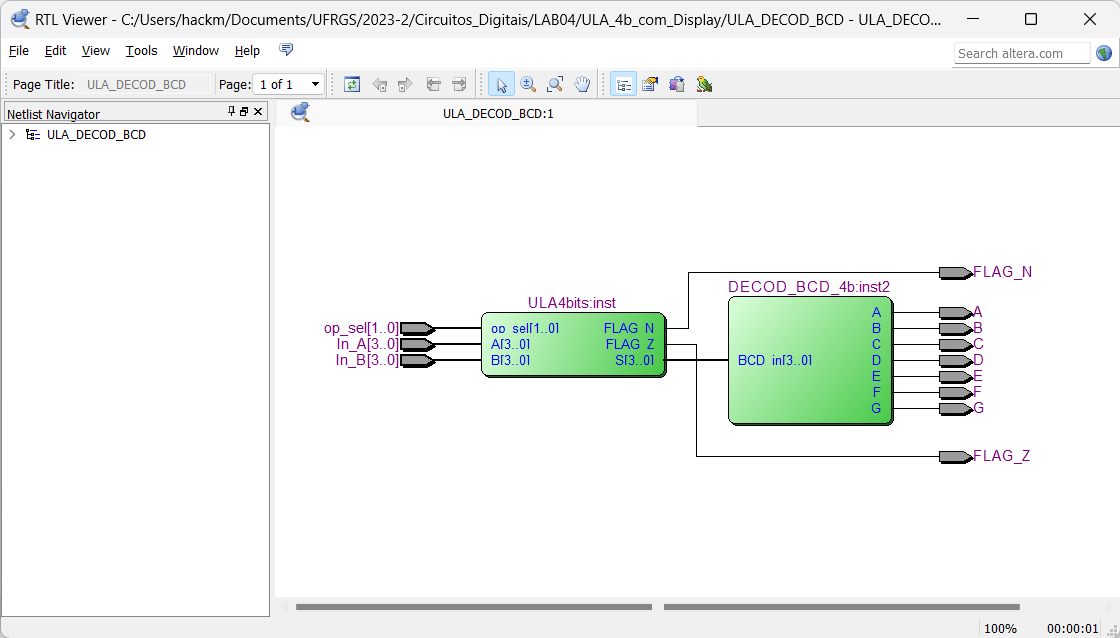 RTL Viewer - C:/Users/hackm/Documents/UFRGS/2023-2/Circuitos_Digitais/LAB04/ULA_4b_com_Display/ULA_DECOD_BCD - ULA_DECO...
File Edit View Tools Window Help
Search altera.com
Page Title: ULA_DECOD_BCD Page: 1 of 1
Netlist Navigator
ULA_DECOD_BCD:1
ULA_DECOD_BCD
FLAG_N
DECOD_BCD_4b:inst2
ULA4bits:inst
A A
op_sel[1..0] op_sel[1..0] FLAG_N B B
In_A[3..0] A[3..0] FLAG_Z C C
In_B[3..0] B[3..0] S[3..0] BCD_in[3..0] D D
E E
F F
G G
FLAG_Z
100% 00:00:01